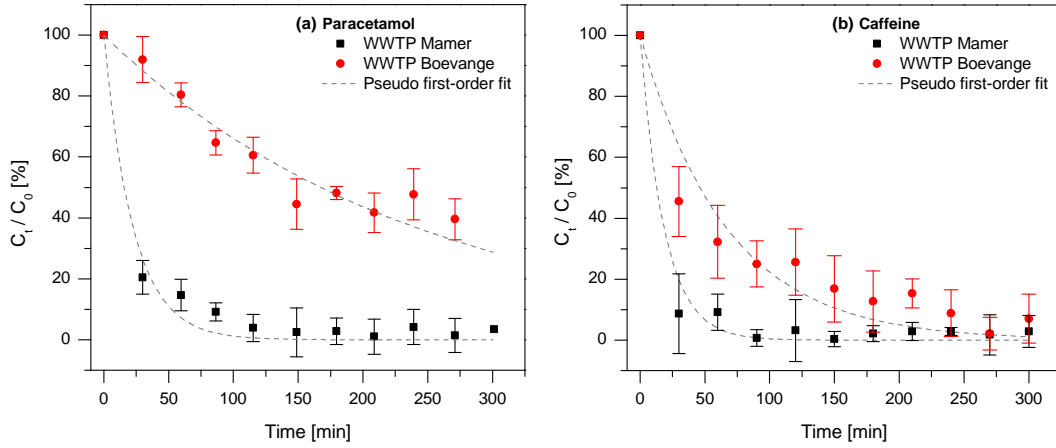 (a) Paracetamol
WWTP Mamer
WWTP Boevange
Pseudo first-order fit
100
80
60
40
20
0
C_t / C_0 [%]
0 50 100 150 200 250 300
Time [min]
(b) Caffeine
WWTP Mamer
WWTP Boevange
Pseudo first-order fit
100
80
60
40
20
0
C_t / C_0 [%]
0 50 100 150 200 250 300
Time [min]